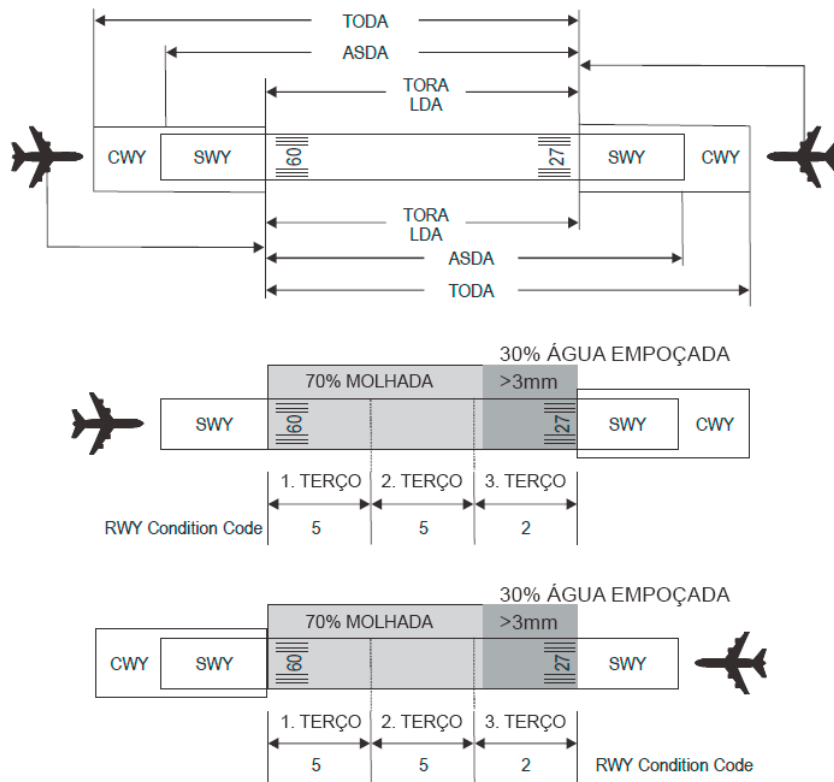 TODA
ASDA
TORA
LDA
CWY
SWY
09
27
SWY
CWY
TORA
LDA
ASDA
TODA
30% ÁGUA EMPOÇADA
70% MOLHADA
>3mm
SWY
09
27
SWY
CWY
1. TERÇO
2. TERÇO
3. TERÇO
RWY Condition Code
5
5
2
30% ÁGUA EMPOÇADA
70% MOLHADA
>3mm
CWY
SWY
09
27
SWY
1. TERÇO
2. TERÇO
3. TERÇO
5
5
2
RWY Condition Code